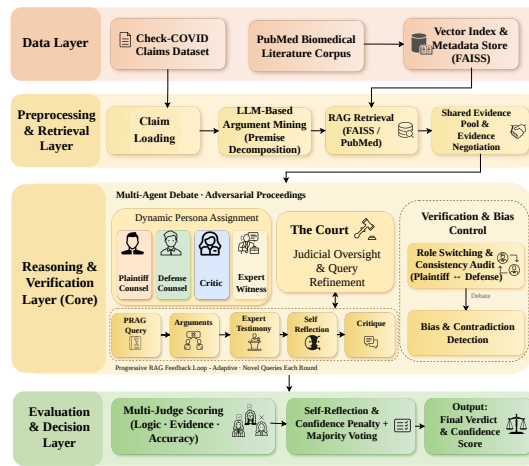 Data Layer
Check-COVID
Claims Dataset
PubMed Biomedical
Literature Corpus
Vector Index &
Metadata Store
(FAISS)
Preprocessing
& Retrieval
Layer
Claim
Loading
LLM-Based
Argument Mining
(Premise
Decomposition)
RAG Retrieval
(FAISS /
PubMed)
Shared Evidence
Pool &
Evidence
Negotiation
Reasoning &
Verification
Layer (Core)
Multi-Agent Debate · Adversarial Proceedings
Dynamic Persona Assignment
Plaintiff
Counsel
Defense
Counsel
Critic
Expert
Witness
The Court
Judicial Oversight
& Query
Refinement
Verification & Bias
Control
Role Switching &
Consistency Audit
(Plaintiff ↔ Defense)
Debate
Bias & Contradiction
Detection
PRAG
Query
Arguments
Expert
Testimony
Self
Reflection
Critique
Progressive RAG Feedback Loop - Adaptive · Novel Queries Each Round
Evaluation
& Decision
Layer
Multi-Judge Scoring
(Logic · Evidence ·
Accuracy)
Self-Reflection &
Confidence Penalty +
Majority Voting
Output:
Final Verdict
& Confidence
Score